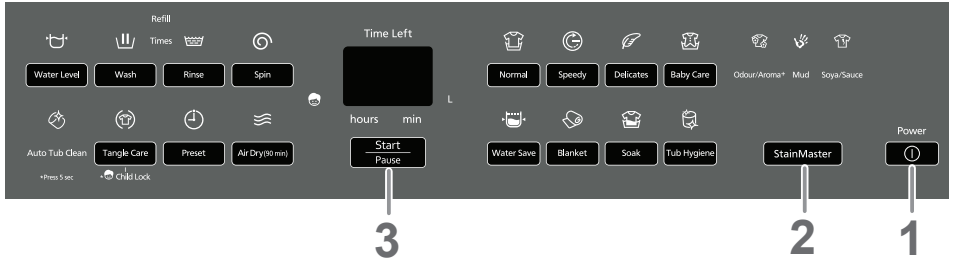 Refill
Times
Water Level Wash Rinse Spin
Auto Tub Clean Tangle Care Preset Air Dry(90 min)
*Press 5 sec * Child Lock
Time Left
L
hours min
Start
Pause
Normal Speedy Delicates Baby Care Odour/Aroma+ Mud Soya/Sauce
Water Save Blanket Soak Tub Hygiene StainMaster
Power
3 2 1